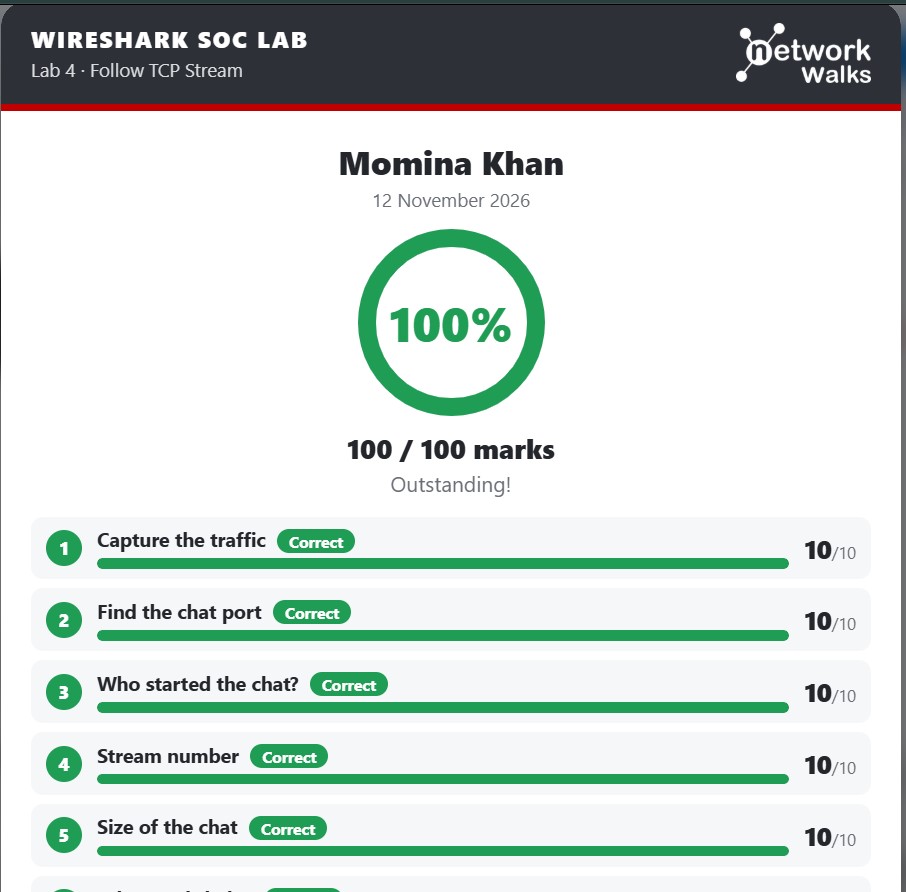 WIRESHARK SOC LAB
Lab 4 · Follow TCP Stream
network
Walks
Momina Khan
12 November 2026
100%
100 / 100 marks
Outstanding!
1 Capture the traffic Correct 10/10
2 Find the chat port Correct 10/10
3 Who started the chat? Correct 10/10
4 Stream number Correct 10/10
5 Size of the chat Correct 10/10